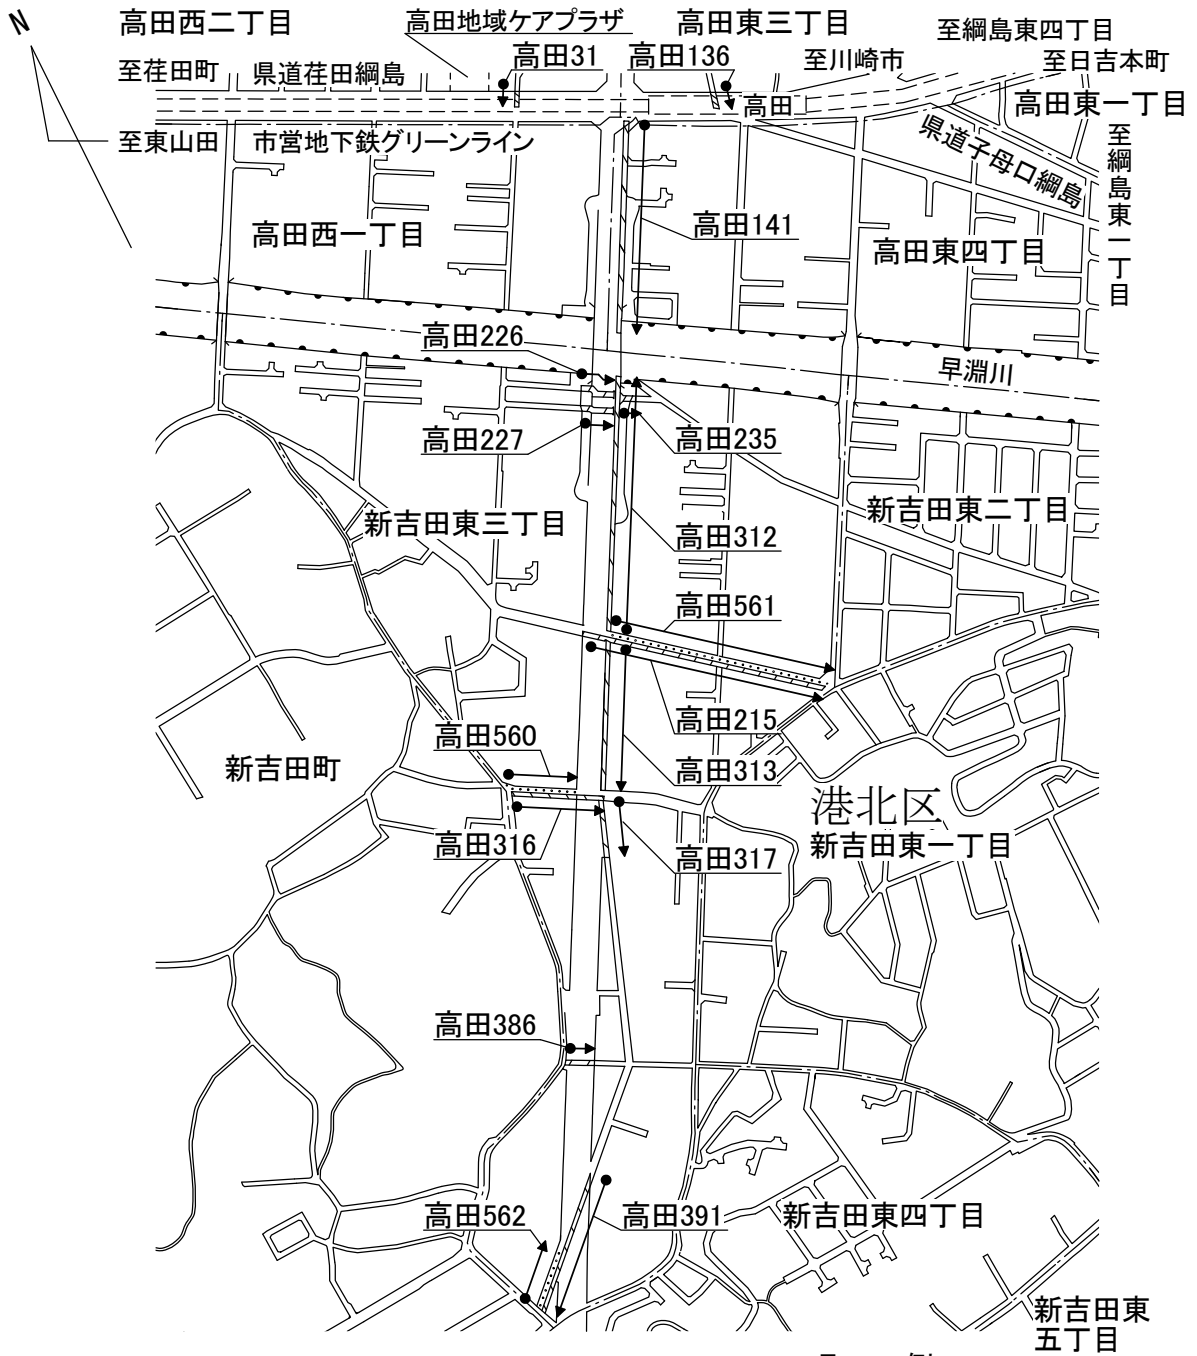 N
高田西二丁目
高田地域ケアプラザ
高田東三丁目
至綱島東四丁目
至荏田町
県道荏田綱島
高田31
高田136
至川崎市
至日吉本町
高田
高田東一丁目
至東山田
市営地下鉄グリーンライン
県道子母口綱島
至綱島東一丁目
高田西一丁目
高田141
高田東四丁目
高田226
早淵川
高田227
高田235
新吉田東三丁目
高田312
新吉田東二丁目
高田561
高田215
高田560
高田313
新吉田町
港北区
高田316
高田317
新吉田東一丁目
高田386
高田562
高田391
新吉田東四丁目
新吉田東
五丁目